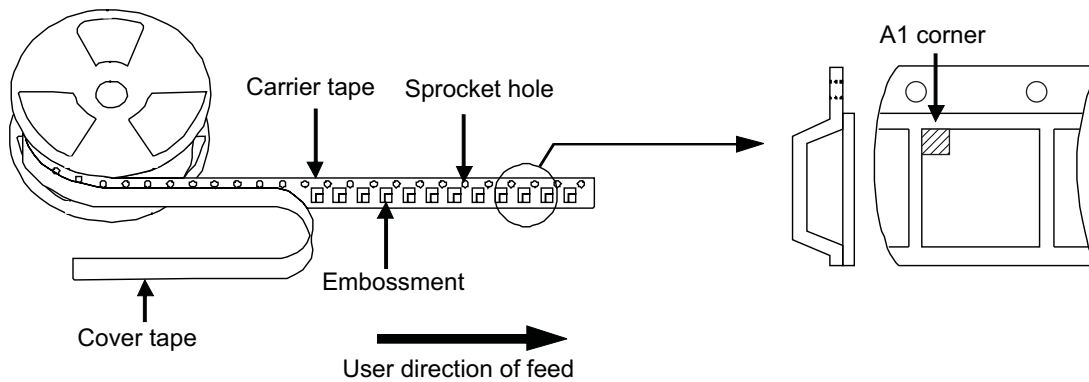 A1 corner
Carrier tape
Sprocket hole
Embossment
Cover tape
User direction of feed